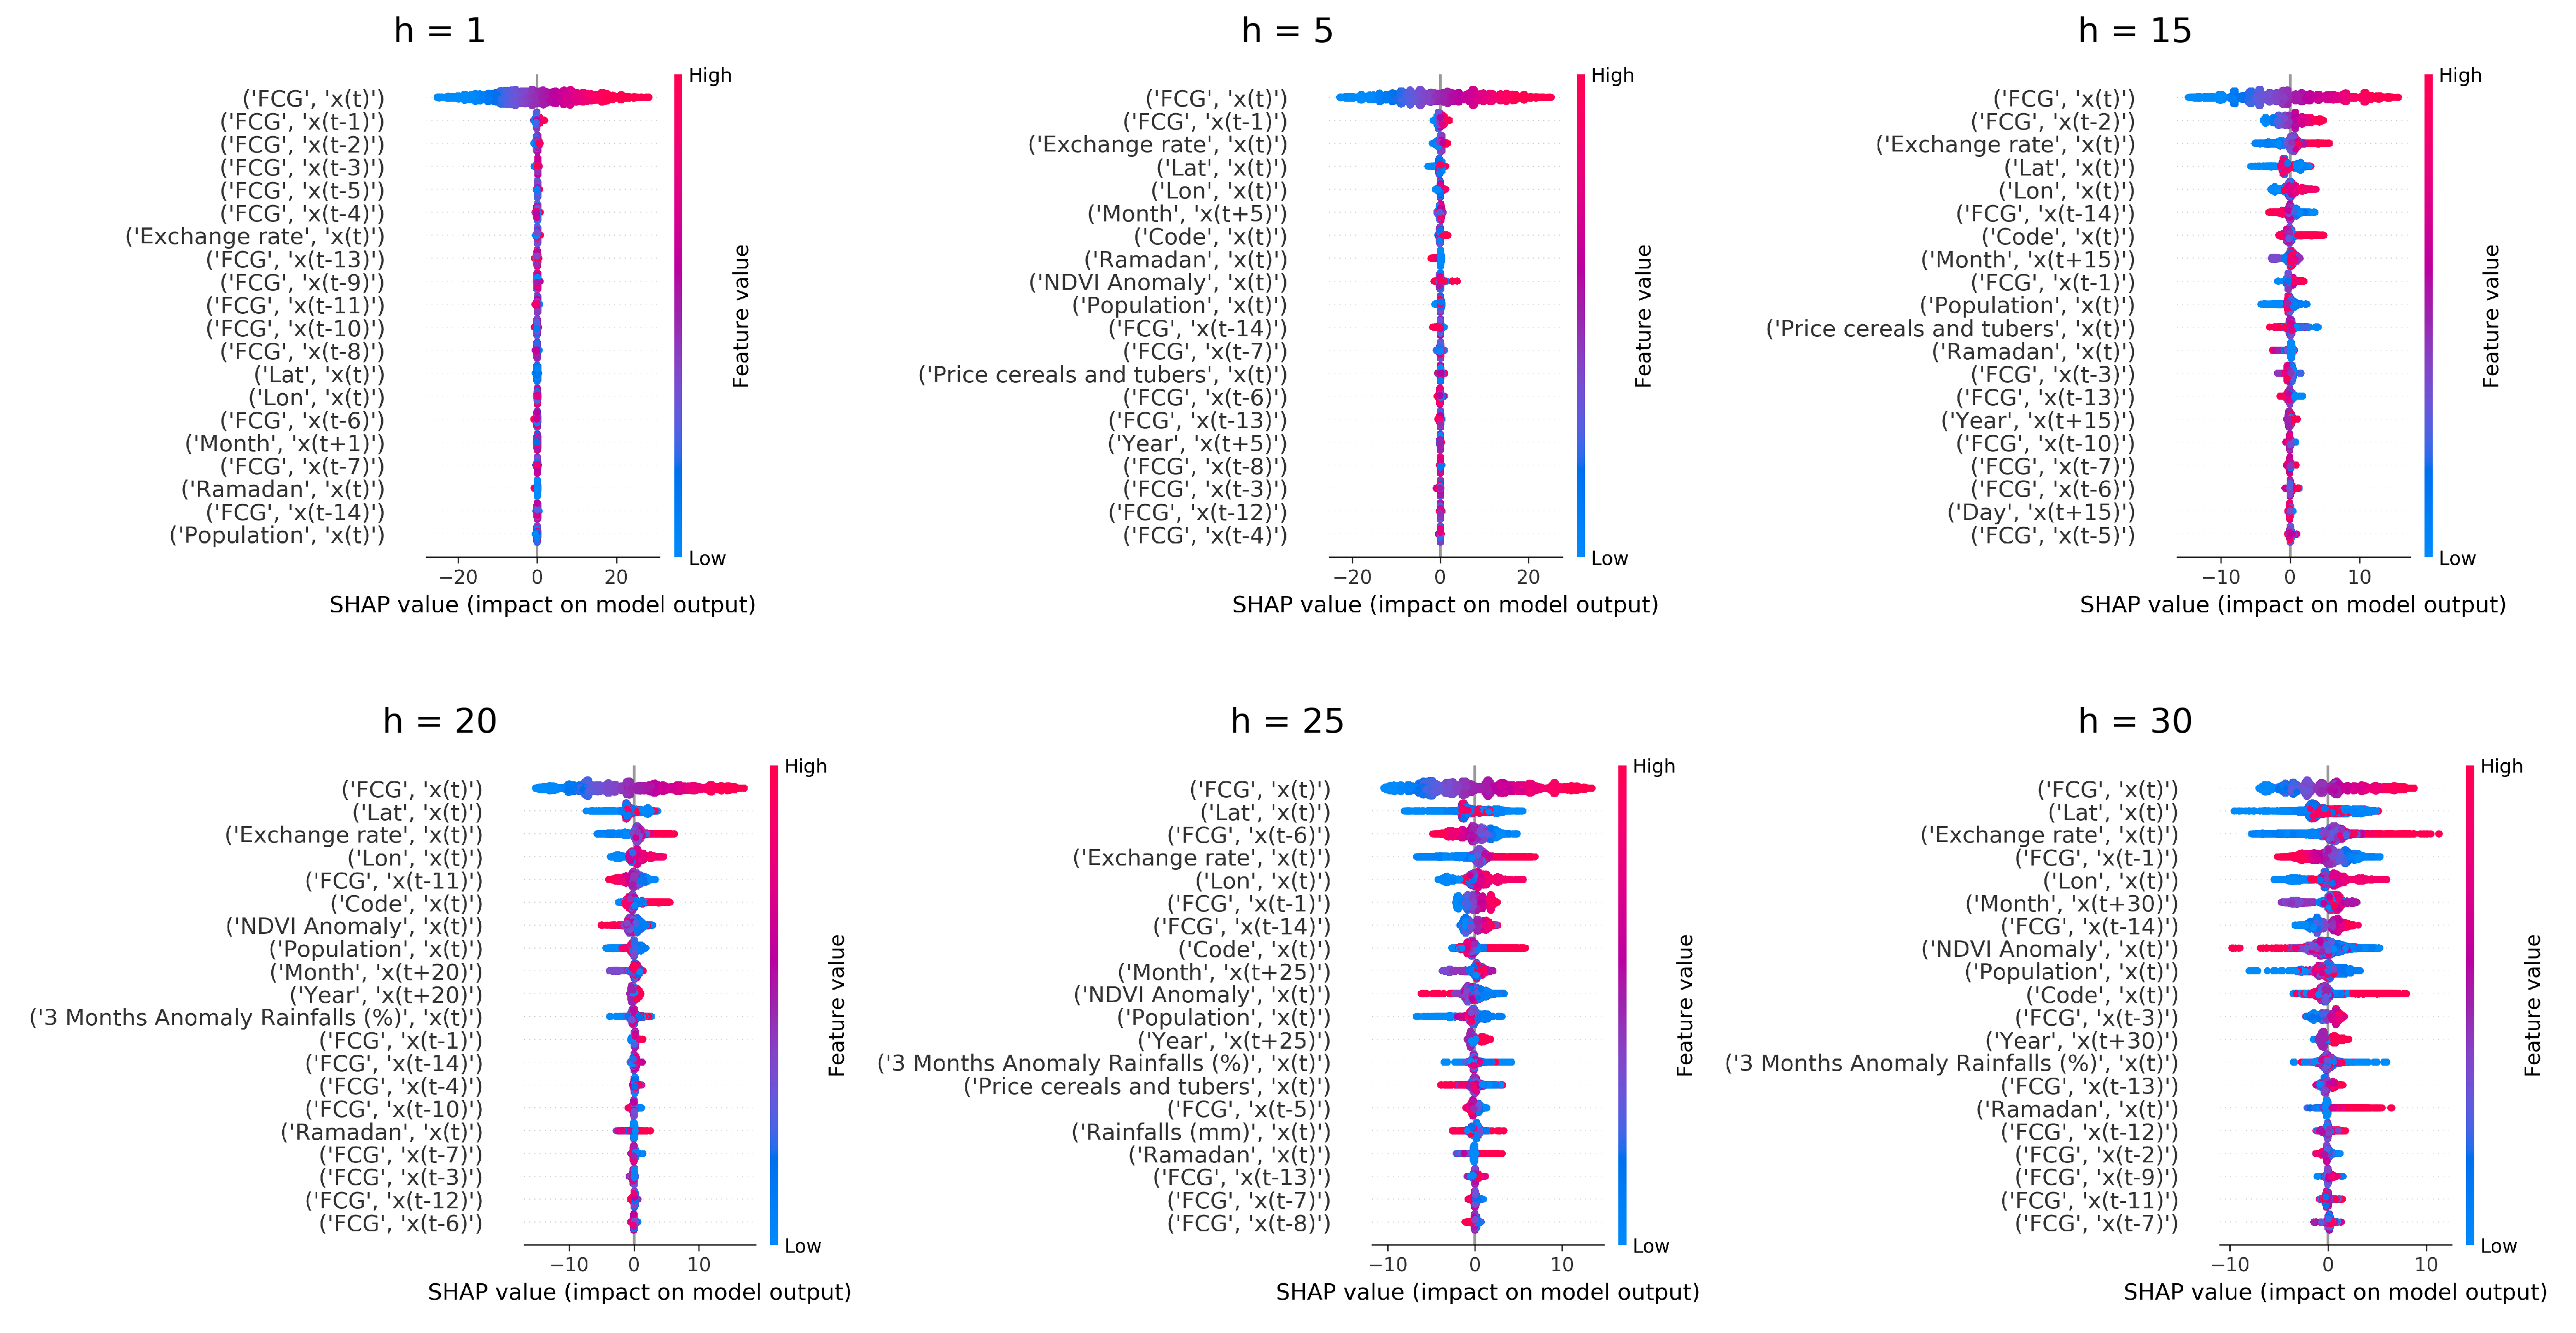 h = 1
High
('FCG', 'x(t)')
('FCG', 'x(t-1)')
('FCG', 'x(t-2)')
('FCG', 'x(t-3)')
('FCG', 'x(t-5)')
('FCG', 'x(t-4)')
('Exchange rate', 'x(t)')
('FCG', 'x(t-13)')
('FCG', 'x(t-9)')
('FCG', 'x(t-11)')
('FCG', 'x(t-10)')
('FCG', 'x(t-8)')
('Lat', 'x(t)')
('Lon', 'x(t)')
('FCG', 'x(t-6)')
('Month', 'x(t+1)')
('FCG', 'x(t-7)')
('Ramadan', 'x(t)')
('FCG', 'x(t-14)')
('Population', 'x(t)')
Feature value
Low
−20 0 20
SHAP value (impact on model output)
h = 5
High
('FCG', 'x(t)')
('FCG', 'x(t-1)')
('Exchange rate', 'x(t)')
('Lat', 'x(t)')
('Lon', 'x(t)')
('Month', 'x(t+5)')
('Code', 'x(t)')
('Ramadan', 'x(t)')
('NDVI Anomaly', 'x(t)')
('Population', 'x(t)')
('FCG', 'x(t-14)')
('FCG', 'x(t-7)')
('Price cereals and tubers', 'x(t)')
('FCG', 'x(t-6)')
('FCG', 'x(t-13)')
('Year', 'x(t+5)')
('FCG', 'x(t-8)')
('FCG', 'x(t-3)')
('FCG', 'x(t-12)')
('FCG', 'x(t-4)')
Feature value
Low
−20 0 20
SHAP value (impact on model output)
h = 15
High
('FCG', 'x(t)')
('FCG', 'x(t-2)')
('Exchange rate', 'x(t)')
('Lat', 'x(t)')
('Lon', 'x(t)')
('FCG', 'x(t-14)')
('Code', 'x(t)')
('Month', 'x(t+15)')
('FCG', 'x(t-1)')
('Population', 'x(t)')
('Price cereals and tubers', 'x(t)')
('Ramadan', 'x(t)')
('FCG', 'x(t-3)')
('FCG', 'x(t-13)')
('Year', 'x(t+15)')
('FCG', 'x(t-10)')
('FCG', 'x(t-7)')
('FCG', 'x(t-6)')
('Day', 'x(t+15)')
('FCG', 'x(t-5)')
Feature value
Low
−10 0 10
SHAP value (impact on model output)
h = 20
High
('FCG', 'x(t)')
('Lat', 'x(t)')
('Exchange rate', 'x(t)')
('Lon', 'x(t)')
('FCG', 'x(t-11)')
('Code', 'x(t)')
('NDVI Anomaly', 'x(t)')
('Population', 'x(t)')
('Month', 'x(t+20)')
('Year', 'x(t+20)')
('3 Months Anomaly Rainfalls (%)', 'x(t)')
('FCG', 'x(t-1)')
('FCG', 'x(t-14)')
('FCG', 'x(t-4)')
('FCG', 'x(t-10)')
('Ramadan', 'x(t)')
('FCG', 'x(t-7)')
('FCG', 'x(t-3)')
('FCG', 'x(t-12)')
('FCG', 'x(t-6)')
Feature value
Low
−10 0 10
SHAP value (impact on model output)
h = 25
High
('FCG', 'x(t)')
('Lat', 'x(t)')
('FCG', 'x(t-6)')
('Exchange rate', 'x(t)')
('Lon', 'x(t)')
('FCG', 'x(t-1)')
('FCG', 'x(t-14)')
('Code', 'x(t)')
('Month', 'x(t+25)')
('NDVI Anomaly', 'x(t)')
('Population', 'x(t)')
('Year', 'x(t+25)')
('3 Months Anomaly Rainfalls (%)', 'x(t)')
('Price cereals and tubers', 'x(t)')
('FCG', 'x(t-5)')
('Rainfalls (mm)', 'x(t)')
('Ramadan', 'x(t)')
('FCG', 'x(t-13)')
('FCG', 'x(t-7)')
('FCG', 'x(t-8)')
Feature value
Low
−10 0 10
SHAP value (impact on model output)
h = 30
High
('FCG', 'x(t)')
('Lat', 'x(t)')
('Exchange rate', 'x(t)')
('FCG', 'x(t-1)')
('Lon', 'x(t)')
('Month', 'x(t+30)')
('FCG', 'x(t-14)')
('NDVI Anomaly', 'x(t)')
('Population', 'x(t)')
('Code', 'x(t)')
('FCG', 'x(t-3)')
('Year', 'x(t+30)')
('3 Months Anomaly Rainfalls (%)', 'x(t)')
('FCG', 'x(t-13)')
('Ramadan', 'x(t)')
('FCG', 'x(t-12)')
('FCG', 'x(t-2)')
('FCG', 'x(t-9)')
('FCG', 'x(t-11)')
('FCG', 'x(t-7)')
Feature value
Low
−10 0 10
SHAP value (impact on model output)